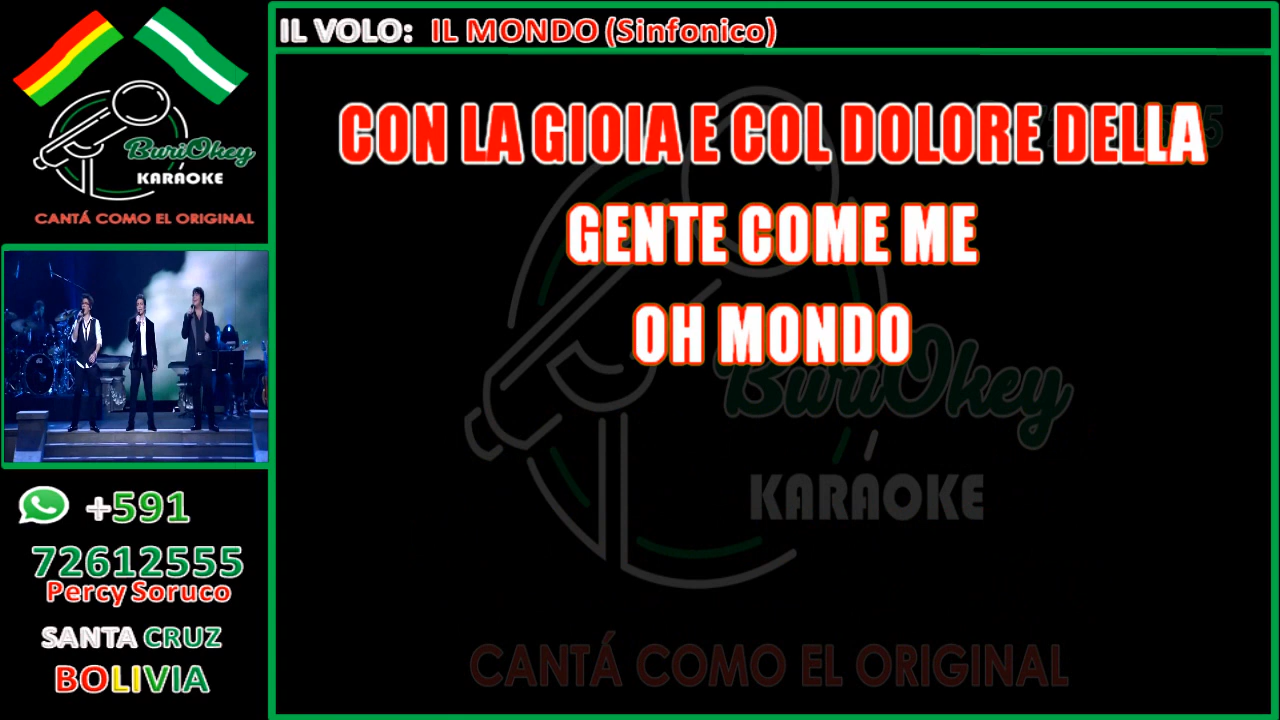 IL VOLO: IL MONDO (Sinfonico)
BuriOkey
KARAOKE
CANTÁ COMO EL ORIGINAL
CON LA GIOIA E COL DOLORE DELLA
GENTE COME ME
OH MONDO
BuriOkey
KARAOKE
CANTÁ COMO EL ORIGINAL
+591
72612555
Percy Soruco
SANTA CRUZ
BOLIVIA